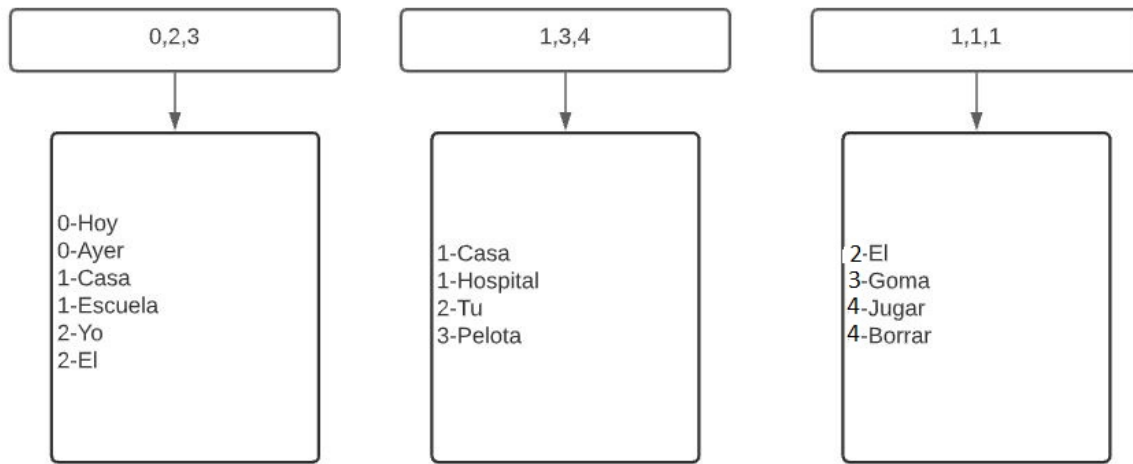 0,2,3
0-Hoy
0-Ayer
1-Casa
1-Escuela
2-Yo
2-El
1,3,4
1-Casa
1-Hospital
2-Tu
3-Pelota
1,1,1
2-El
3-Goma
4-Jugar
4-Borrar